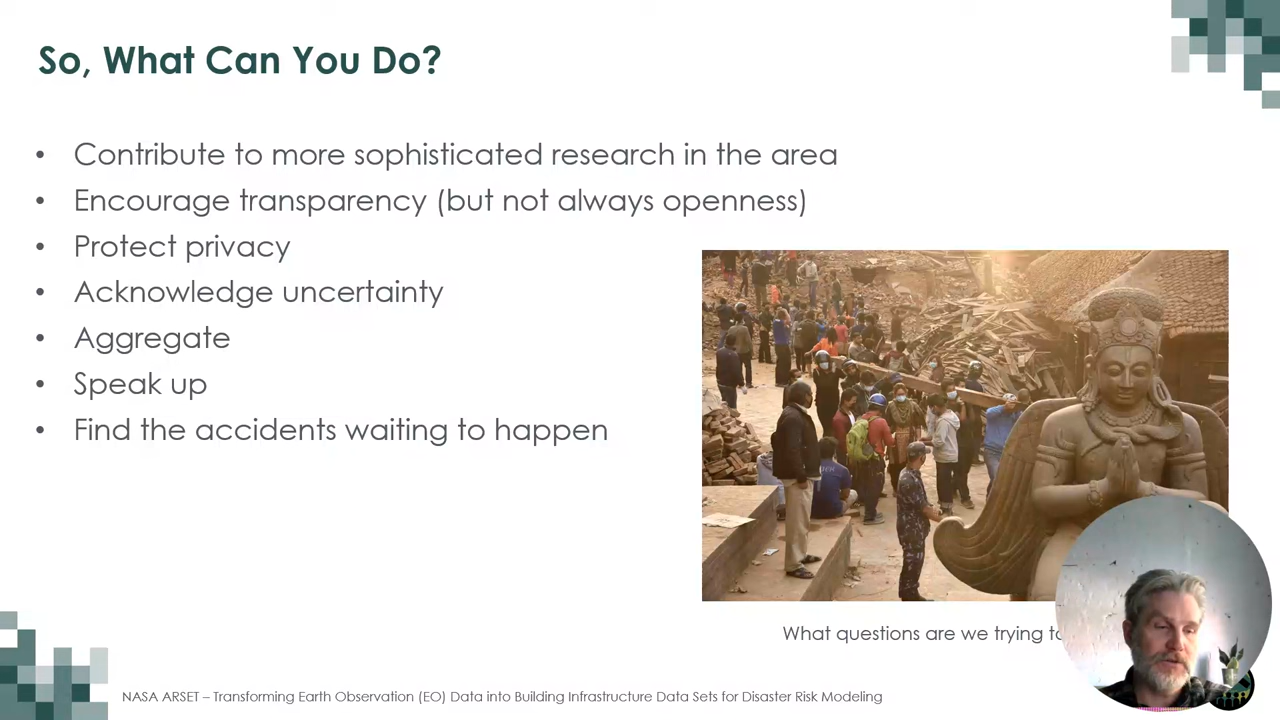 So, What Can You Do?
• Contribute to more sophisticated research in the area
• Encourage transparency (but not always openness)
• Protect privacy
• Acknowledge uncertainty
• Aggregate
• Speak up
• Find the accidents waiting to happen
What questions are we trying
NASA ARSET – Transforming Earth Observation (EO) Data into Building Infrastructure Data Sets for Disaster Risk Modeling